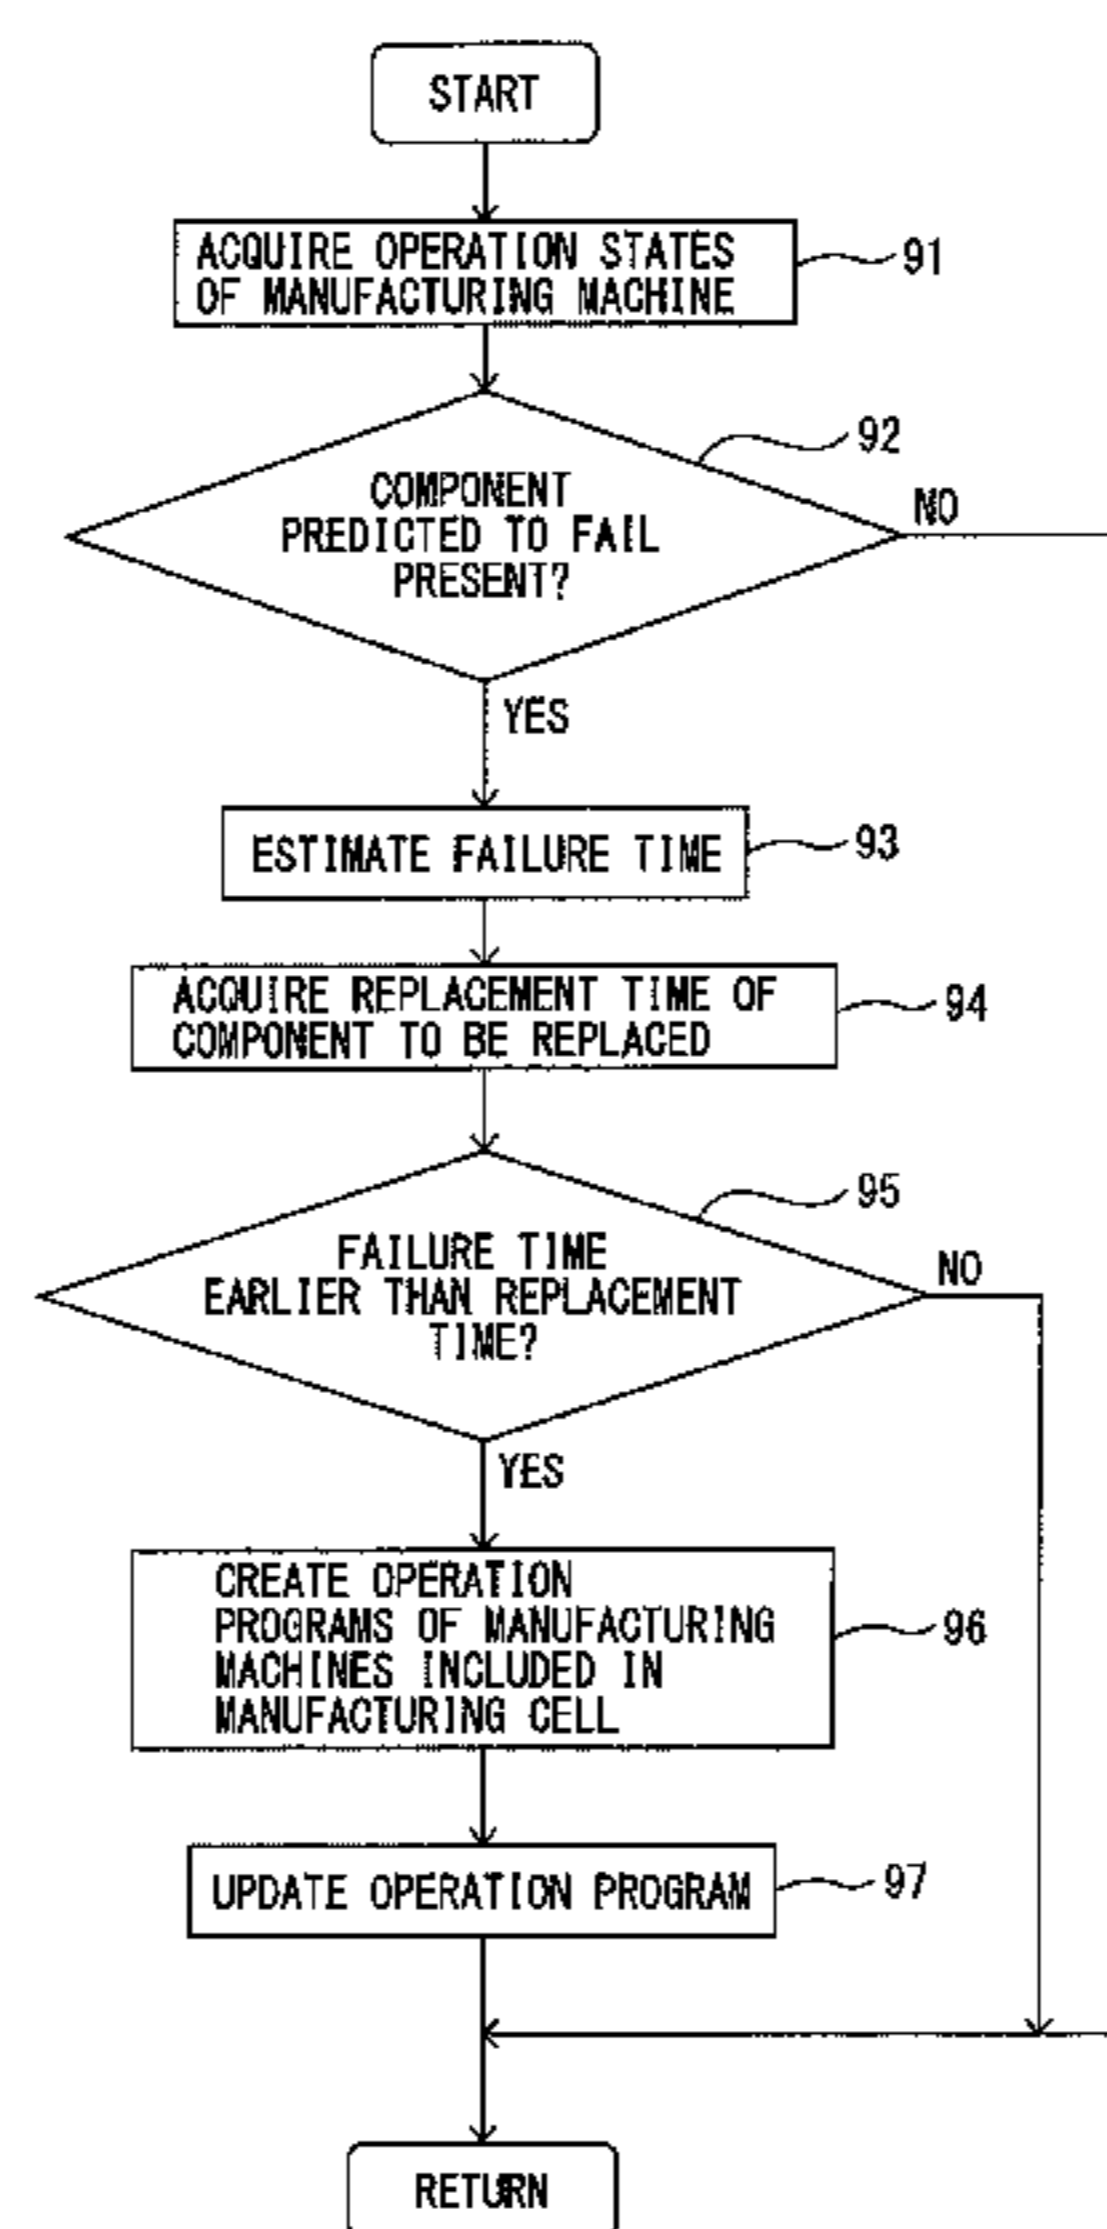 START
ACQUIRE OPERATION STATES
OF MANUFACTURING MACHINE
91
92
COMPONENT
PREDICTED TO FAIL
PRESENT?
NO
YES
ESTIMATE FAILURE TIME
93
ACQUIRE REPLACEMENT TIME OF
COMPONENT TO BE REPLACED
94
95
FAILURE TIME
EARLIER THAN REPLACEMENT
TIME?
NO
YES
CREATE OPERATION
PROGRAMS OF MANUFACTURING
MACHINES INCLUDED IN
MANUFACTURING CELL
96
UPDATE OPERATION PROGRAM
97
RETURN